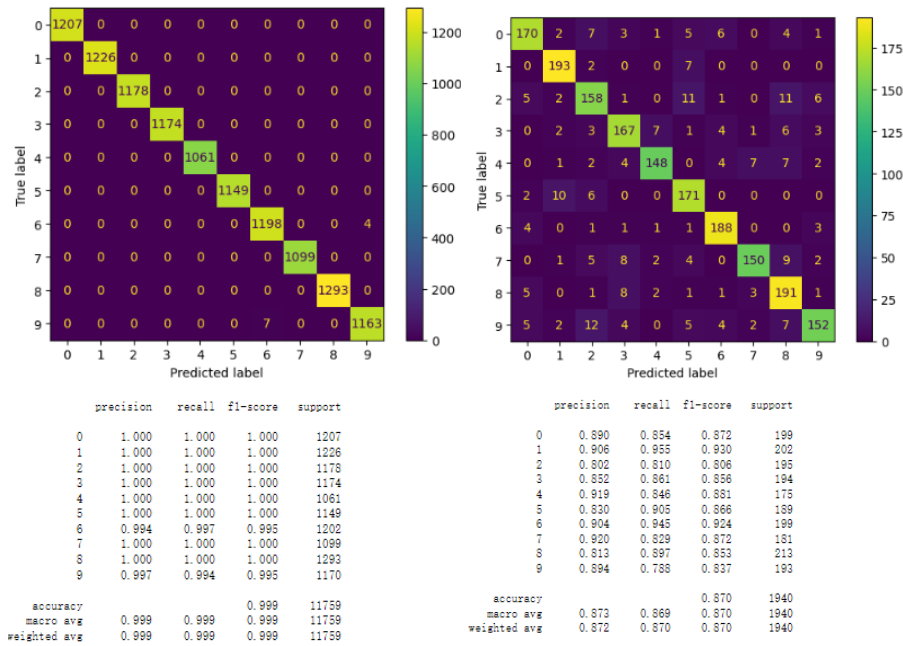 0 1207 0 0 0 0 0 0 0 0 0
1 0 1226 0 0 0 0 0 0 0 0
2 0 0 1178 0 0 0 0 0 0 0
3 0 0 0 1174 0 0 0 0 0 0
4 0 0 0 0 1061 0 0 0 0 0
5 0 0 0 0 0 1149 0 0 0 0
6 0 0 0 0 0 0 1198 0 0 4
7 0 0 0 0 0 0 0 1099 0 0
8 0 0 0 0 0 0 0 0 1293 0
9 0 0 0 0 0 0 7 0 0 1163
0 1 2 3 4 5 6 7 8 9
True label
Predicted label
1200
1000
800
600
400
200
0
precision recall f1-score support
0 1.000 1.000 1.000 1207
1 1.000 1.000 1.000 1226
2 1.000 1.000 1.000 1178
3 1.000 1.000 1.000 1174
4 1.000 1.000 1.000 1061
5 1.000 1.000 1.000 1149
6 0.994 0.997 0.995 1202
7 1.000 1.000 1.000 1099
8 1.000 1.000 1.000 1293
9 0.997 0.994 0.995 1170
accuracy 0.999 11759
macro avg 0.999 0.999 0.999 11759
weighted avg 0.999 0.999 0.999 11759
0 170 2 7 3 1 5 6 0 4 1
1 0 193 2 0 0 7 0 0 0 0
2 5 2 158 1 0 11 1 0 11 6
3 0 2 3 167 7 1 4 1 6 3
4 0 1 2 4 148 0 4 7 7 2
5 2 10 6 0 0 171 0 0 0 0
6 4 0 1 1 1 1 188 0 0 3
7 0 1 5 8 2 4 0 150 9 2
8 5 0 1 8 2 1 1 3 191 1
9 5 2 12 4 0 5 4 2 7 152
0 1 2 3 4 5 6 7 8 9
True label
Predicted label
175
150
125
100
75
50
25
0
precision recall f1-score support
0 0.890 0.854 0.872 199
1 0.906 0.955 0.930 202
2 0.802 0.810 0.806 195
3 0.852 0.861 0.856 194
4 0.919 0.846 0.881 175
5 0.830 0.905 0.866 189
6 0.904 0.945 0.924 199
7 0.920 0.829 0.872 181
8 0.813 0.897 0.853 213
9 0.894 0.788 0.837 193
accuracy 0.870 1940
macro avg 0.873 0.869 0.870 1940
weighted avg 0.872 0.870 0.870 1940